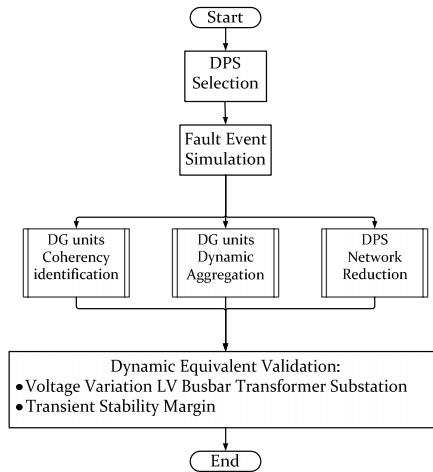 Start
DPS
Selection
Fault Event
Simulation
DG units
Coherency
identification
DG units
Dynamic
Aggregation
DPS
Network
Reduction
Dynamic Equivalent Validation:
●Voltage Variation LV Busbar Transformer Substation
●Transient Stability Margin
End